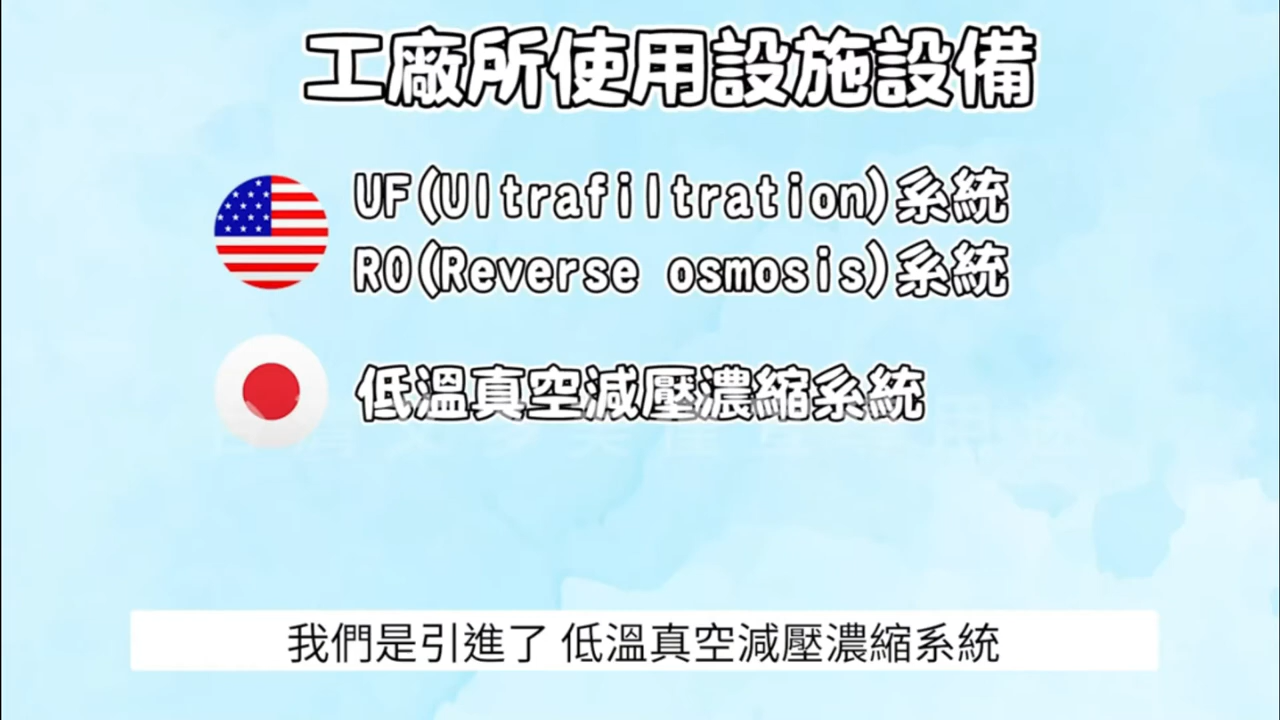 工廠所使用設施設備
UF(Ultrafiltration)系統
RO(Reverse osmosis)系統
低溫真空減壓濃縮系統
我們是引進了 低溫真空減壓濃縮系統